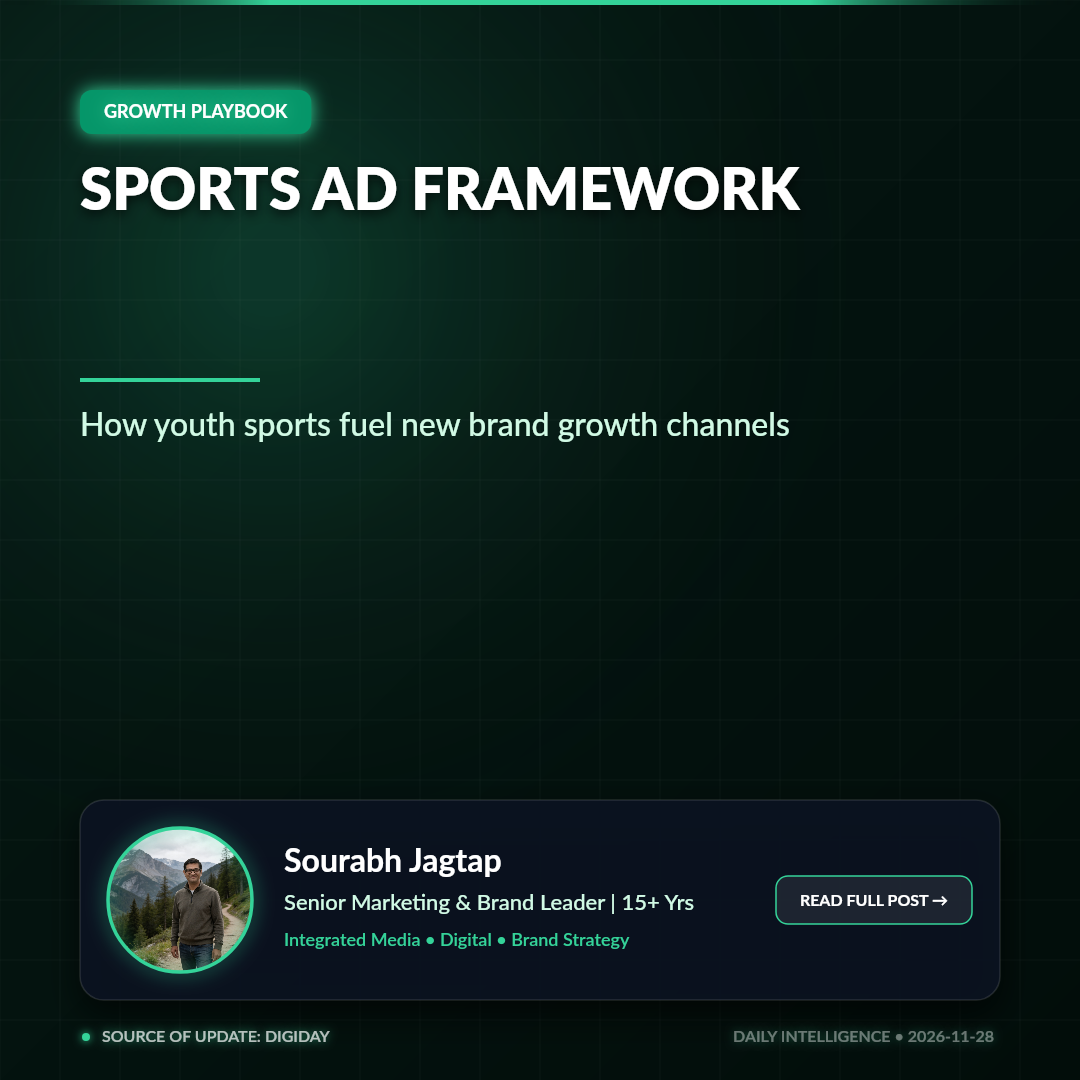 GROWTH PLAYBOOK
SPORTS AD FRAMEWORK
How youth sports fuel new brand growth channels
Sourabh Jagtap
Senior Marketing & Brand Leader | 15+ Yrs
Integrated Media • Digital • Brand Strategy
READ FULL POST →
SOURCE OF UPDATE: DIGIDAY
DAILY INTELLIGENCE • 2026-11-28